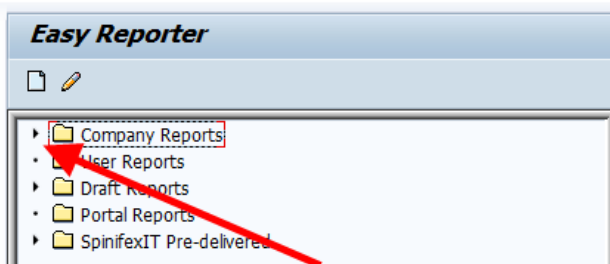 Easy Reporter
Company Reports
User Reports
Draft Reports
Portal Reports
SpinifexIT Pre-delivered